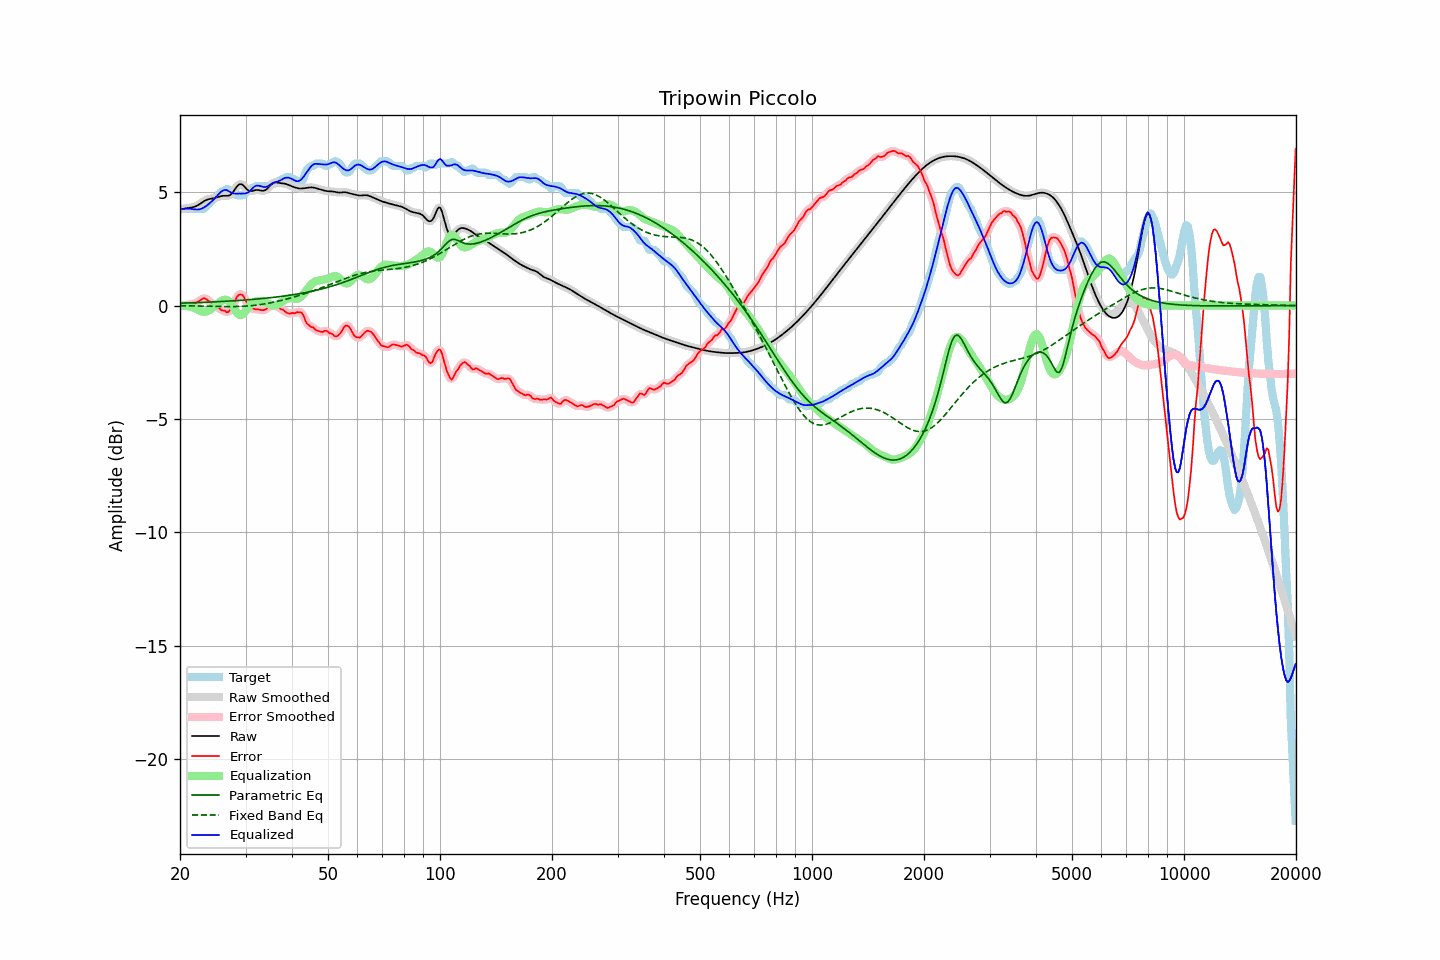 Tripowin Piccolo
Amplitude (dBr)
5
0
−5
−10
−15
−20
Target
Raw Smoothed
Error Smoothed
Raw
Error
Equalization
Parametric Eq
Fixed Band Eq
Equalized
20
50
100
200
500
1000
2000
5000
10000
20000
Frequency (Hz)